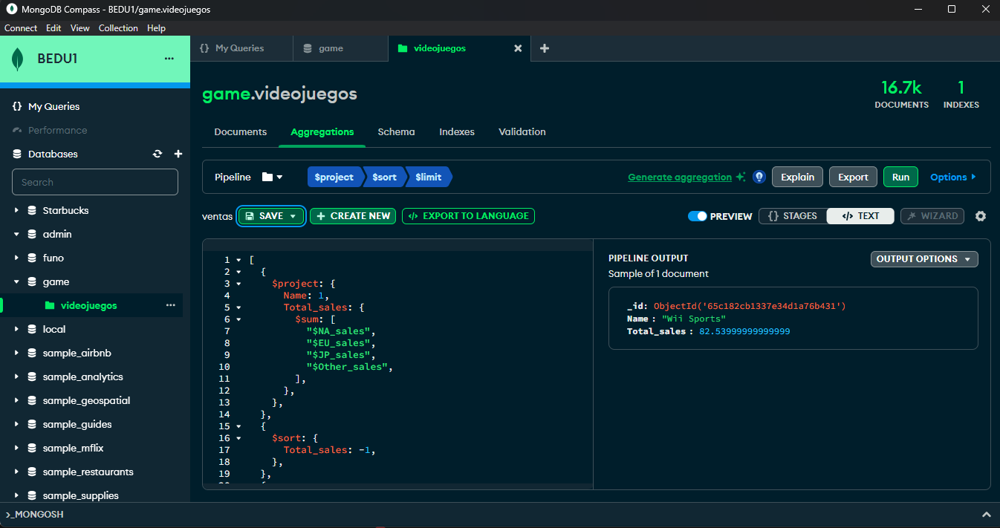 MongoDB Compass - BEDU1/game.videojuegos
Connect Edit View Collection Help
BEDU1 ...
{} My Queries
Performance
Databases
Search
Starbucks
admin
funo
game
videojuegos ...
local
sample_airbnb
sample_analytics
sample_geospatial
sample_guides
sample_mflix
sample_restaurants
sample_supplies
{} My Queries game videojuegos
game.videojuegos
16.7k
DOCUMENTS
1
INDEXES
Documents Aggregations Schema Indexes Validation
Pipeline $project $sort $limit Generate aggregation Explain Export Run Options
ventas SAVE CREATE NEW </> EXPORT TO LANGUAGE PREVIEW {} STAGES </> TEXT WIZARD
1 [
2 {
3 $project: {
4 Name: 1,
5 Total_sales: {
6 $sum: [
7 "$NA_sales",
8 "$EU_sales",
9 "$JP_sales",
10 "$Other_sales",
11 ],
12 },
13 },
14 },
15 {
16 $sort: {
17 Total_sales: -1,
18 },
19 },
PIPELINE OUTPUT
Sample of 1 document
OUTPUT OPTIONS
_id: ObjectId('65c182cb1337e34d1a76b431')
Name : "Wii Sports"
Total_sales : 82.53999999999999
>_MONGOSH